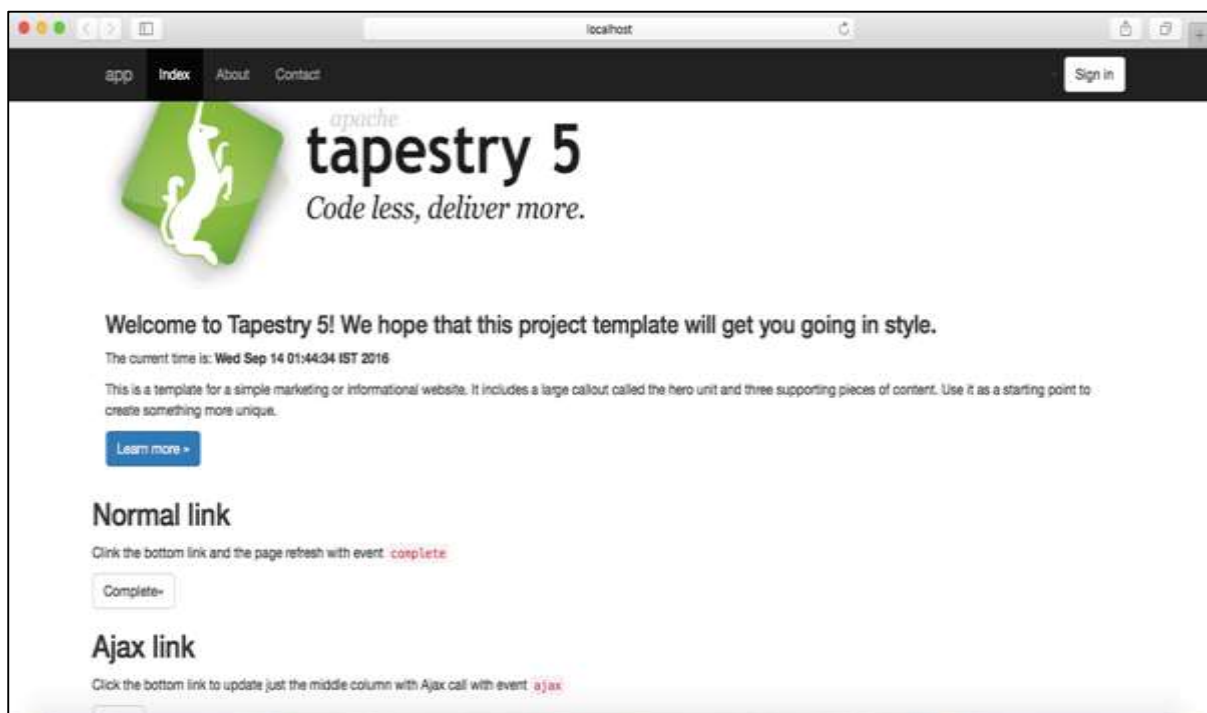 localhost
app Index About Contact Sign in
apache
tapestry 5
Code less, deliver more.
Welcome to Tapestry 5! We hope that this project template will get you going in style.
The current time is: Wed Sep 14 01:44:34 IST 2016
This is a template for a simple marketing or informational website. It includes a large callout called the hero unit and three supporting pieces of content. Use it as a starting point to
create something more unique.
Learn more »
Normal link
Clink the bottom link and the page refresh with event complete
Complete»
Ajax link
Click the bottom link to update just the middle column with Ajax call with event ajax